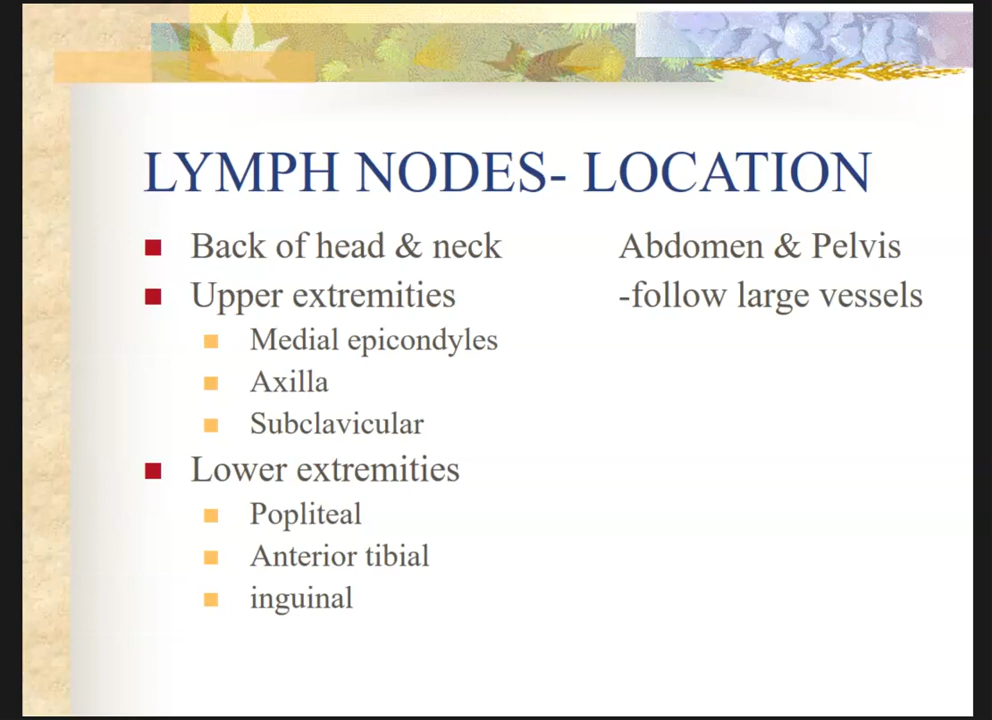 LYMPH NODES- LOCATION
Back of head & neck
Upper extremities
Medial epicondyles
Axilla
Subclavicular
Lower extremities
Popliteal
Anterior tibial
inguinal
Abdomen & Pelvis
-follow large vessels